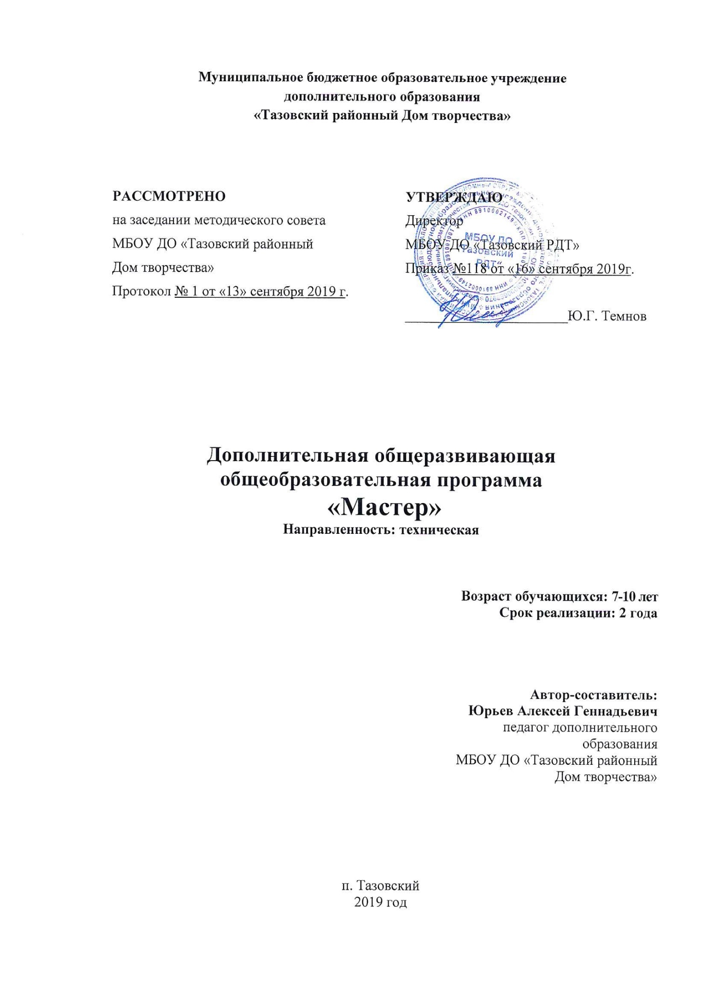 Муниципальное бюджетное образовательное учреждение
дополнительного образования
«Тазовский районный Дом творчества»
РАССМОТРЕНО
на заседании методического совета
МБОУ ДО «Тазовский районный
Дом творчества»
Протокол № 1 от «13» сентября 2019 г.
УТВЕРЖДАЮ
Директор
МБОУ ДО «Тазовский РДТ»
Приказ №118 от «16» сентября 2019г.
Ю.Г. Темнов
МБОУ ДО
"Тазовский
РДТ"
ИНН 8910002149
Дополнительная общеразвивающая
общеобразовательная программа
«Мастер»
Направленность: техническая
Возраст обучающихся: 7-10 лет
Срок реализации: 2 года
Автор-составитель:
Юрьев Алексей Геннадьевич
педагог дополнительного
образования
МБОУ ДО «Тазовский районный
Дом творчества»
п. Тазовский
2019 год